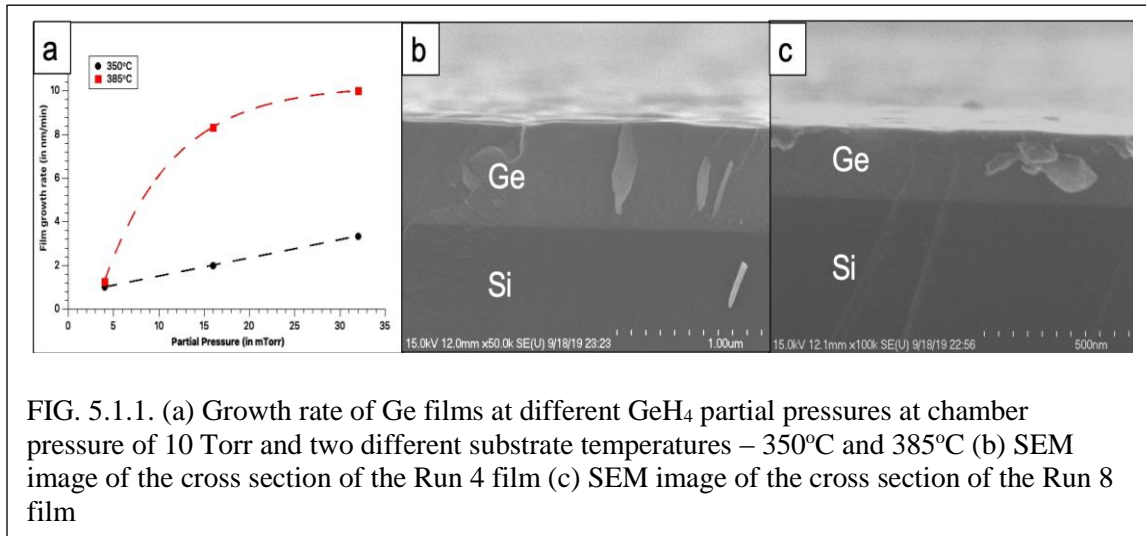 a
350°C
385°C
Film growth rate (in nm/min)
10
8
6
4
2
0
0 5 10 15 20 25 30 35
Partial Pressure (in mTorr)
b
Ge
Si
15.0kV 12.0mm x50.0k SE(U) 9/18/19 23:23
1.00um
c
Ge
Si
15.0kV 12.1mm x100k SE(U) 9/18/19 22:56
500nm
FIG. 5.1.1. (a) Growth rate of Ge films at different GeH₄ partial pressures at chamber
pressure of 10 Torr and two different substrate temperatures – 350°C and 385°C (b) SEM
image of the cross section of the Run 4 film (c) SEM image of the cross section of the Run 8
film